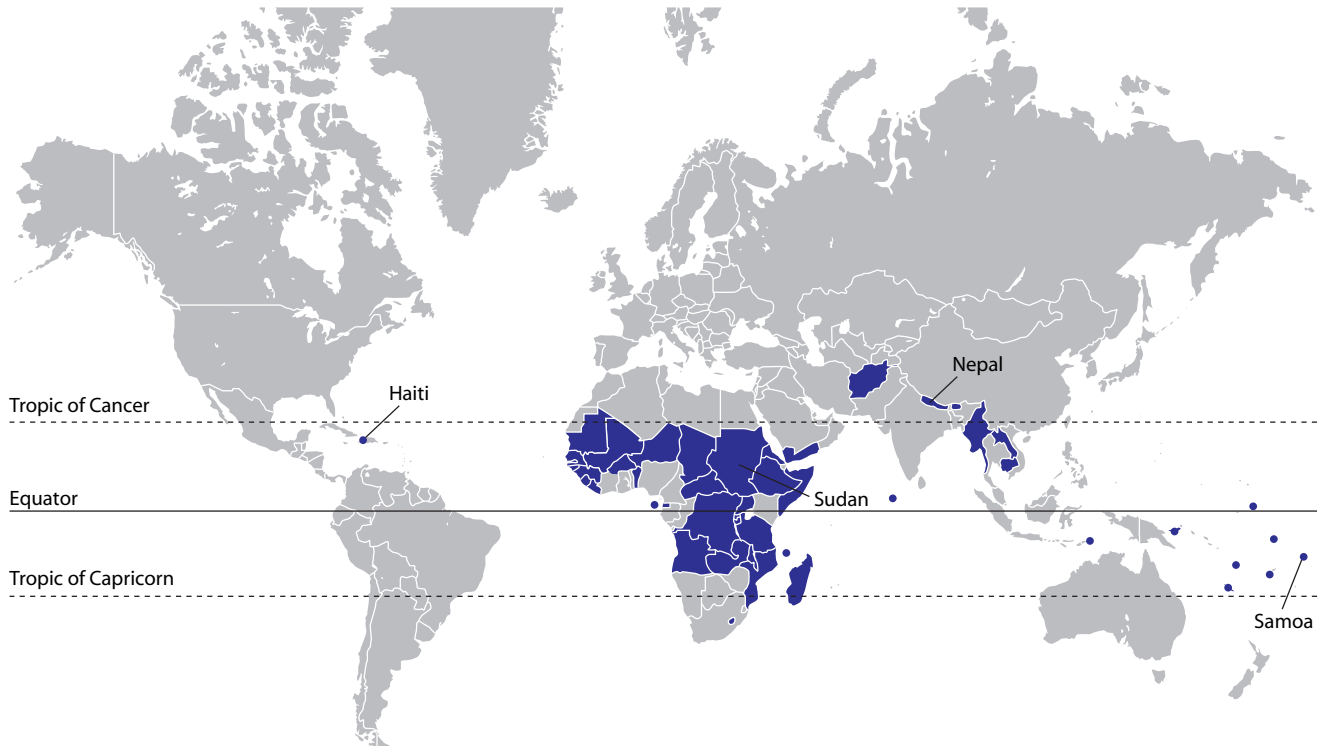 Nepal
Haiti
Tropic of Cancer
Equator
Sudan
Tropic of Capricorn
Samoa